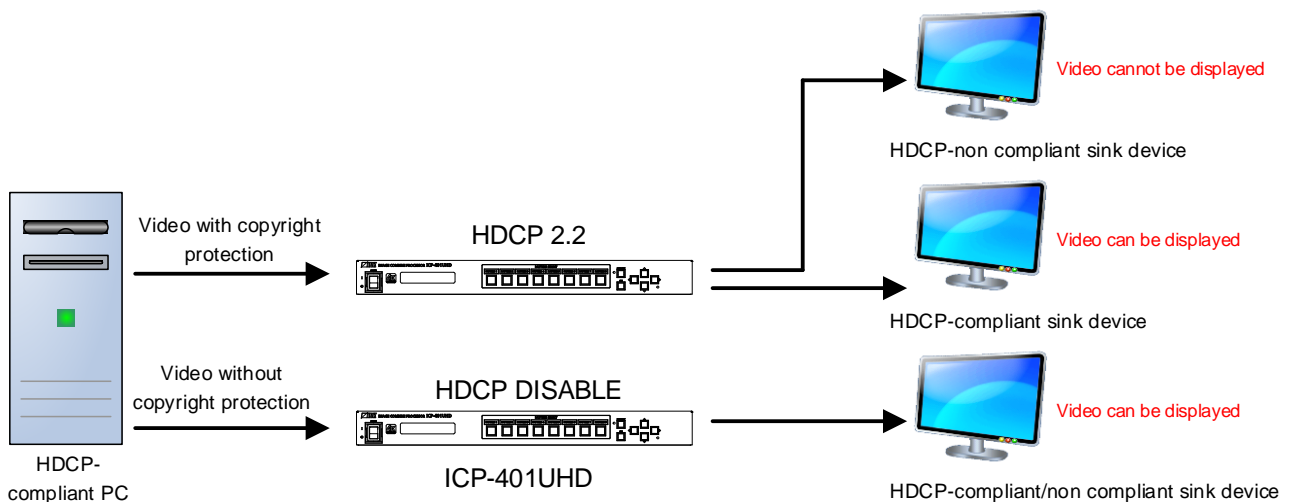 Video cannot be displayed
HDCP-non compliant sink device
Video with copyright
protection
HDCP 2.2
Video can be displayed
HDCP-compliant sink device
Video without
copyright protection
HDCP DISABLE
Video can be displayed
HDCP-
compliant PC
ICP-401UHD
HDCP-compliant/non compliant sink device